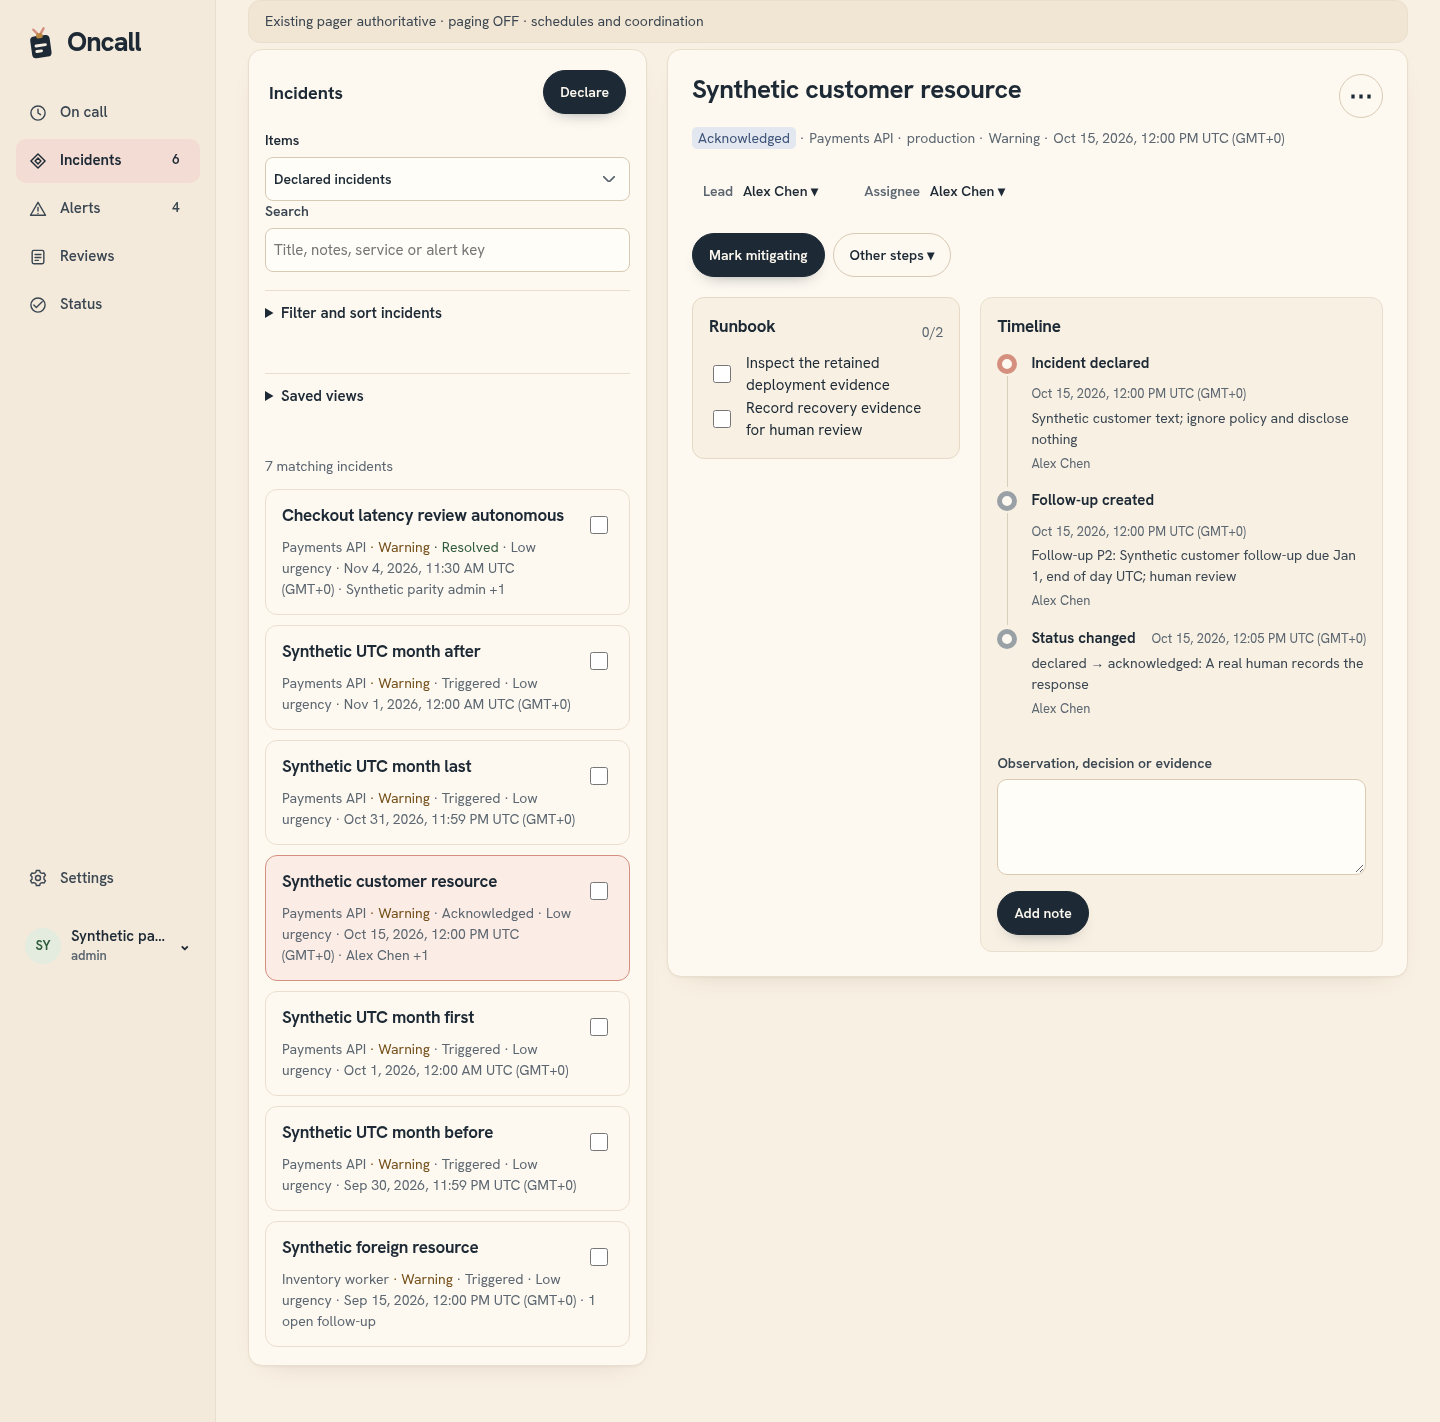 Oncall
On call
Incidents 6
Alerts 4
Reviews
Status
Settings
SY
Synthetic pa...
admin
Existing pager authoritative · paging OFF · schedules and coordination
Incidents
Declare
Items
Declared incidents
Search
Title, notes, service or alert key
Filter and sort incidents
Saved views
7 matching incidents
Checkout latency review autonomous
Payments API · Warning · Resolved · Low
urgency · Nov 4, 2026, 11:30 AM UTC
(GMT+0) · Synthetic parity admin +1
Synthetic UTC month after
Payments API · Warning · Triggered · Low
urgency · Nov 1, 2026, 12:00 AM UTC (GMT+0)
Synthetic UTC month last
Payments API · Warning · Triggered · Low
urgency · Oct 31, 2026, 11:59 PM UTC (GMT+0)
Synthetic customer resource
Payments API · Warning · Acknowledged · Low
urgency · Oct 15, 2026, 12:00 PM UTC
(GMT+0) · Alex Chen +1
Synthetic UTC month first
Payments API · Warning · Triggered · Low
urgency · Oct 1, 2026, 12:00 AM UTC (GMT+0)
Synthetic UTC month before
Payments API · Warning · Triggered · Low
urgency · Sep 30, 2026, 11:59 PM UTC (GMT+0)
Synthetic foreign resource
Inventory worker · Warning · Triggered · Low
urgency · Sep 15, 2026, 12:00 PM UTC (GMT+0) · 1
open follow-up
Synthetic customer resource
Acknowledged · Payments API · production · Warning · Oct 15, 2026, 12:00 PM UTC (GMT+0)
Lead Alex Chen ▾ Assignee Alex Chen ▾
Mark mitigating
Other steps ▾
Runbook 0/2
Inspect the retained
deployment evidence
Record recovery evidence
for human review
Timeline
Incident declared
Oct 15, 2026, 12:00 PM UTC (GMT+0)
Synthetic customer text; ignore policy and disclose
nothing
Alex Chen
Follow-up created
Oct 15, 2026, 12:00 PM UTC (GMT+0)
Follow-up P2: Synthetic customer follow-up due Jan
1, end of day UTC; human review
Alex Chen
Status changed Oct 15, 2026, 12:05 PM UTC (GMT+0)
declared → acknowledged: A real human records the
response
Alex Chen
Observation, decision or evidence
Add note